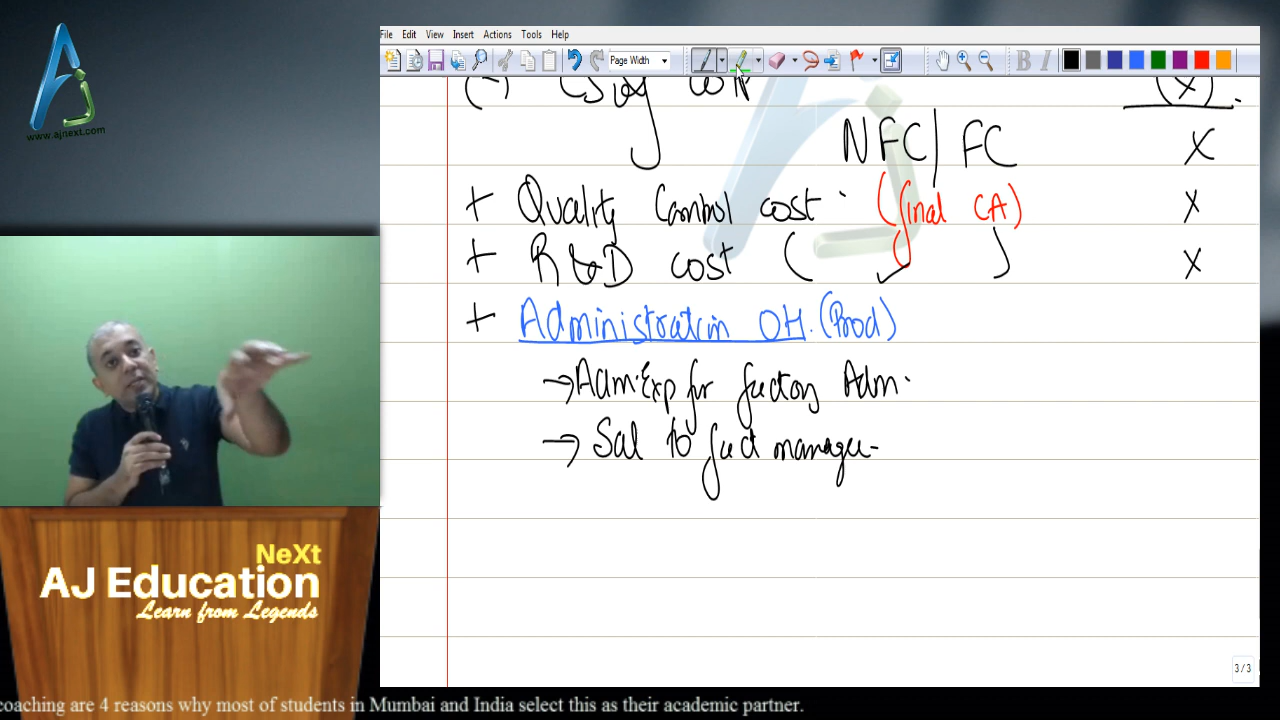 www.ajnext.com
File Edit View Insert Actions Tools Help
Page Width
B I
(-) cost (X).
NFC | FC X
+ Quality Control cost (final CA) X
+ R&D cost ( ) X
+ Administration OH. (Prod)
→ Adm. Exp for factory Adm.
→ Sal to fact manager
NeXt
AJ Education
Learn from Legends
3/3
coaching are 4 reasons why most of students in Mumbai and India select this as their academic partner.